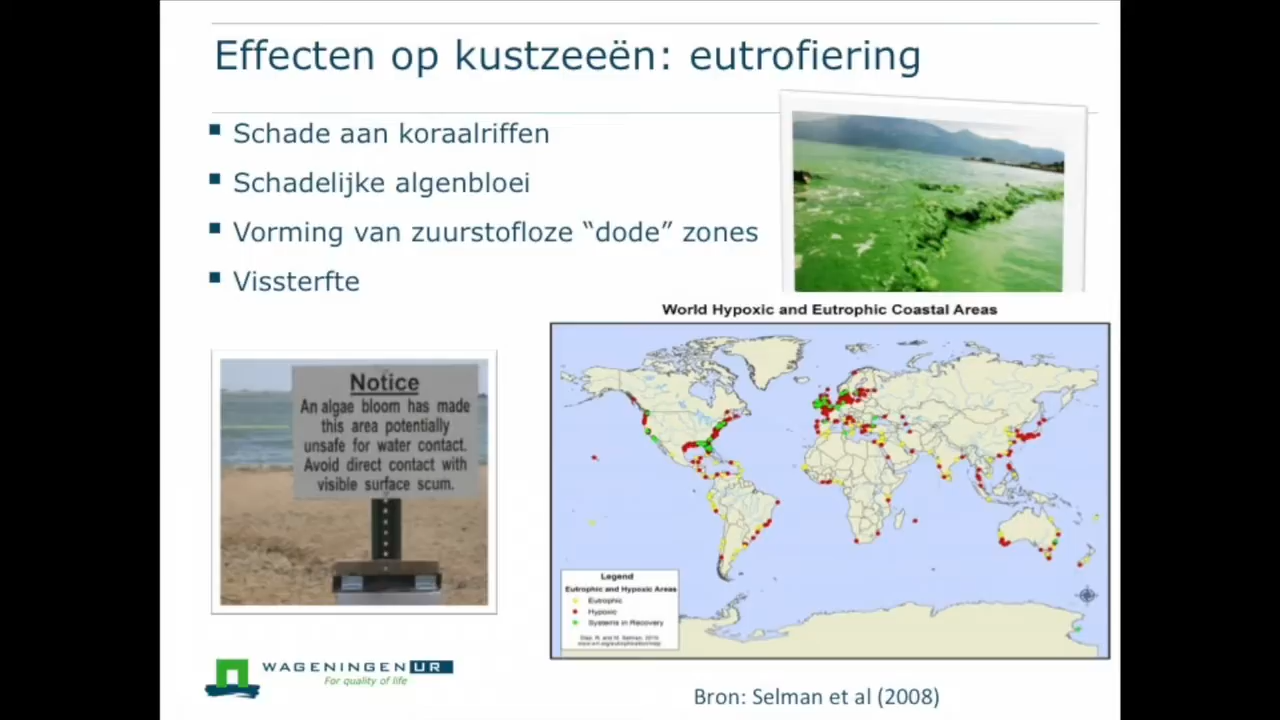 Effecten op kustzeeën: eutrofiering
Schade aan koraalriffen
Schadelijke algenbloei
Vorming van zuurstofloze “dode” zones
Vissterfte
Notice
An algae bloom has made
this area potentially
unsafe for water contact.
Avoid direct contact with
visible surface scum.
World Hypoxic and Eutrophic Coastal Areas
Legend
Eutrophic and Hypoxic Areas
Eutrophic
Hypoxic
Systems in Recovery
WAGENINGEN UR
For quality of life
Bron: Selman et al (2008)